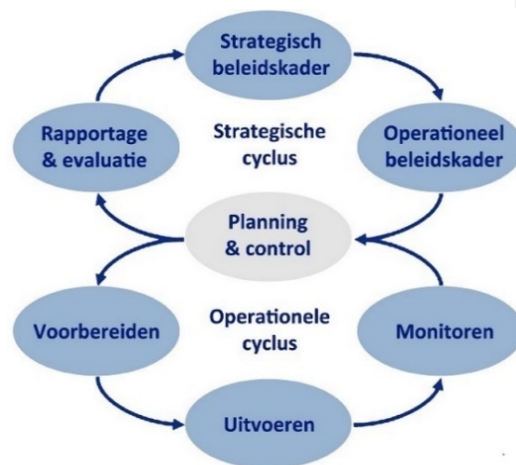 Strategisch
beleidskader
Rapportage
& evaluatie
Strategische
cyclus
Operationeel
beleidskader
Planning
& control
Voorbereiden
Operationele
cyclus
Monitoren
Uitvoeren